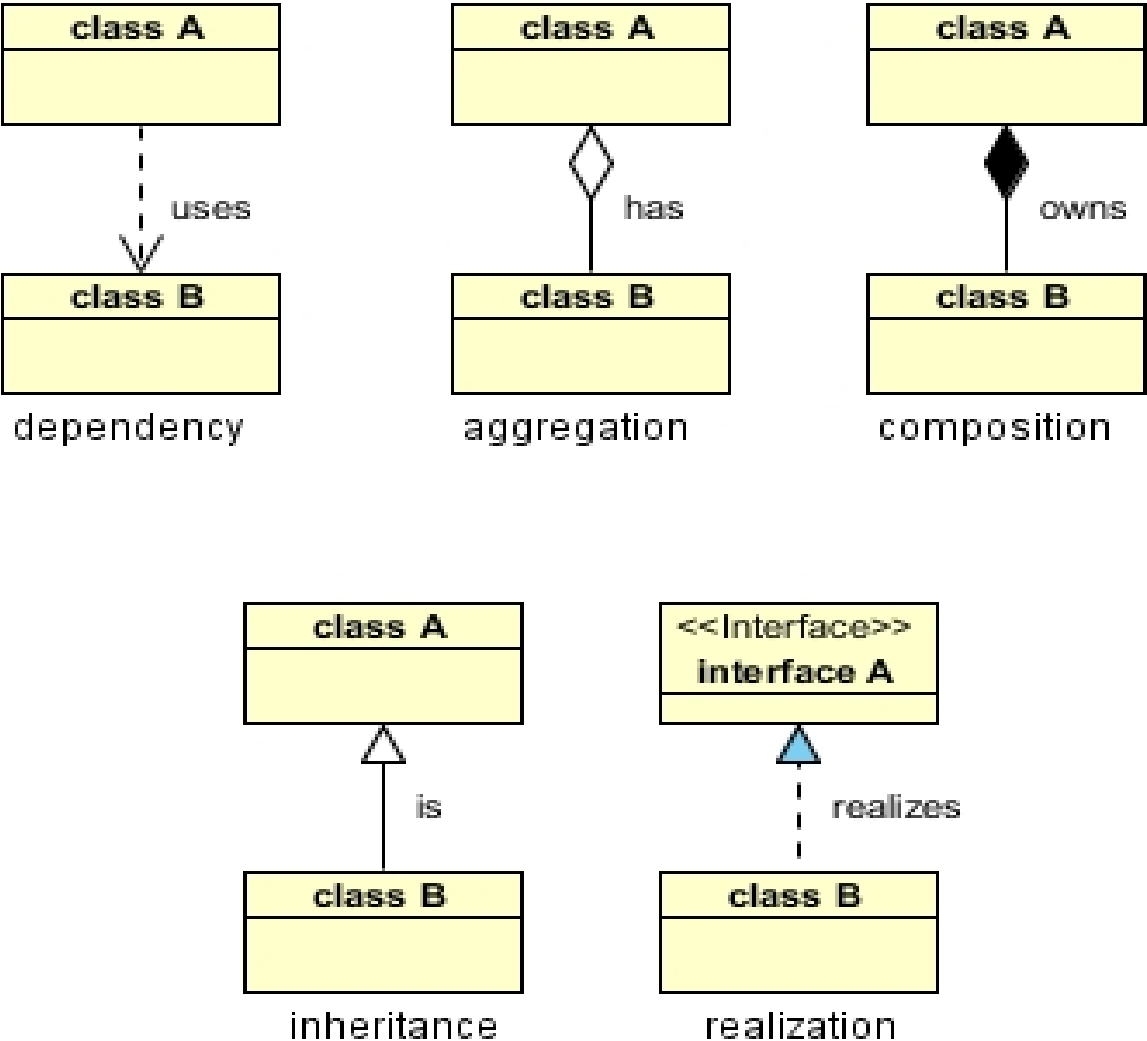 class A
class A
class A
uses
has
owns
class B
class B
class B
dependency
aggregation
composition
class A
<<Interface>>
interface A
is
realizes
class B
class B
inheritance
realization